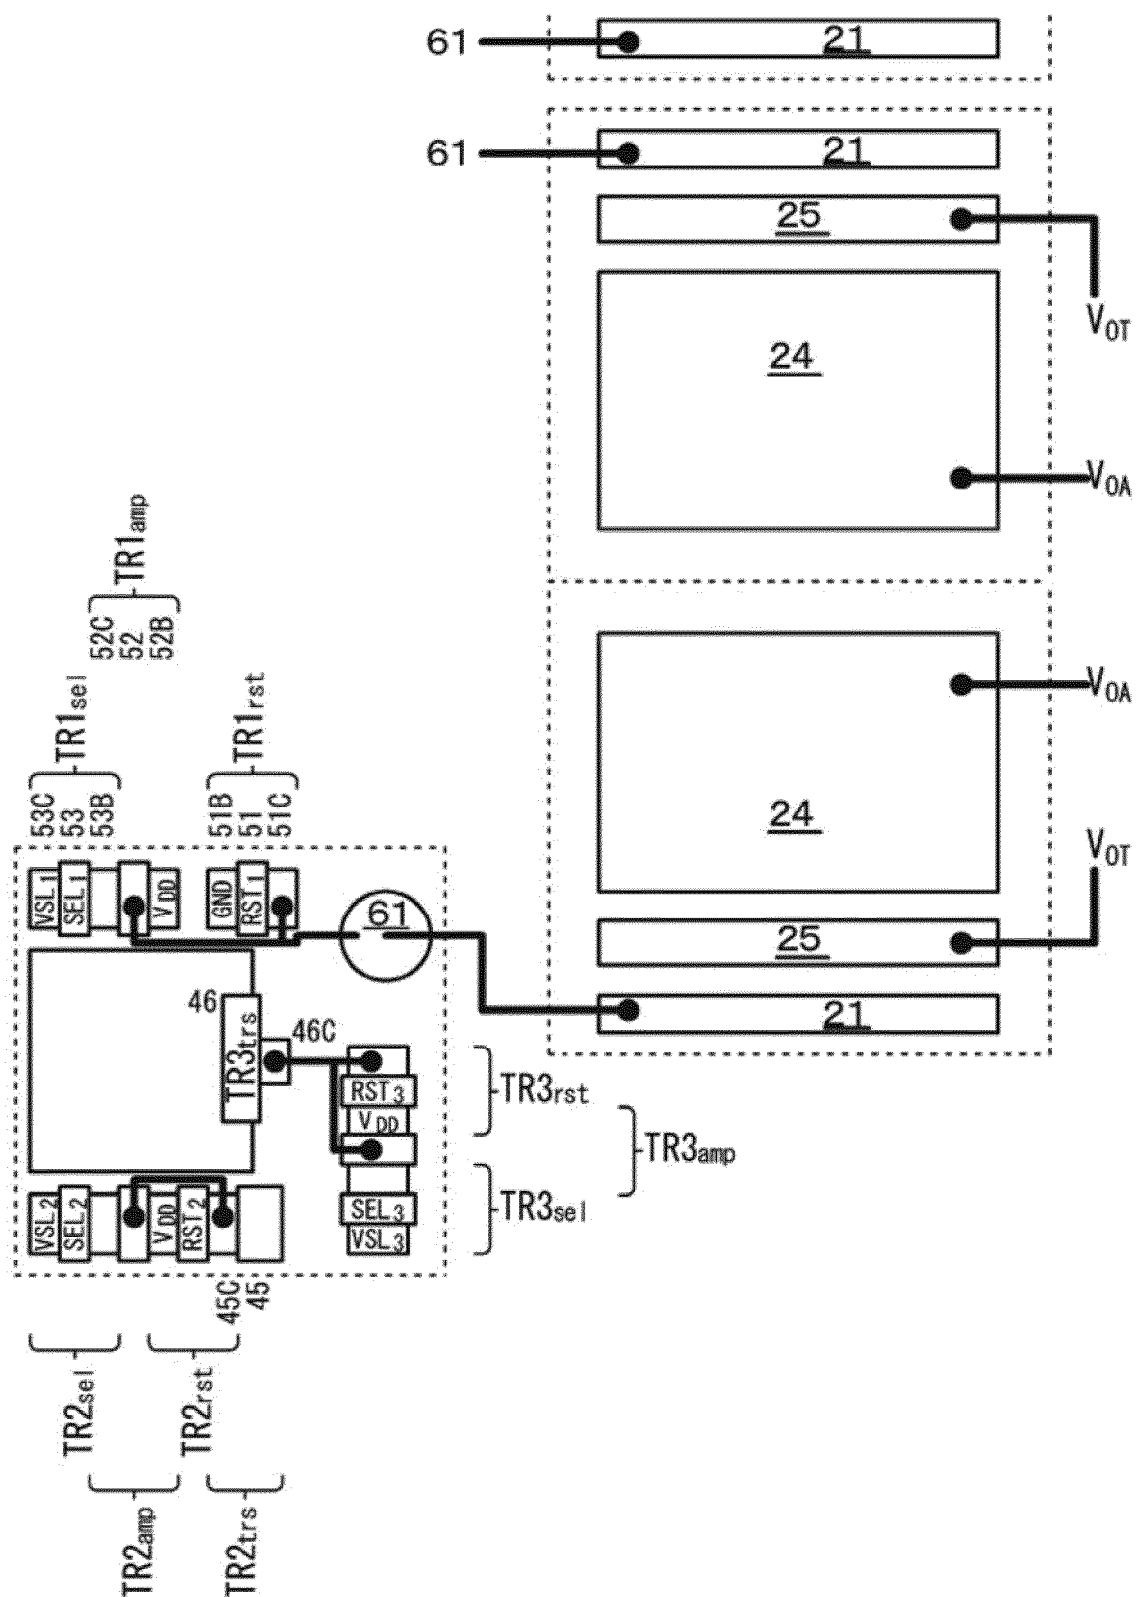 61
21
61
21
25
VOT
24
VOA
TR1amp
52C
52
52B
TR1sel
53C
53
53B
TR1rst
51B
51
51C
VOA
24
VOT
VSL1
SEL1
VDD
GND
RST1
61
25
21
46
TR3trs
46C
RST3
VDD
SEL3
VSL3
TR3rst
TR3amp
TR3sel
VSL2
SEL2
VDD
RST2
45C
45
TR2sel
TR2rst
TR2amp
TR2trs